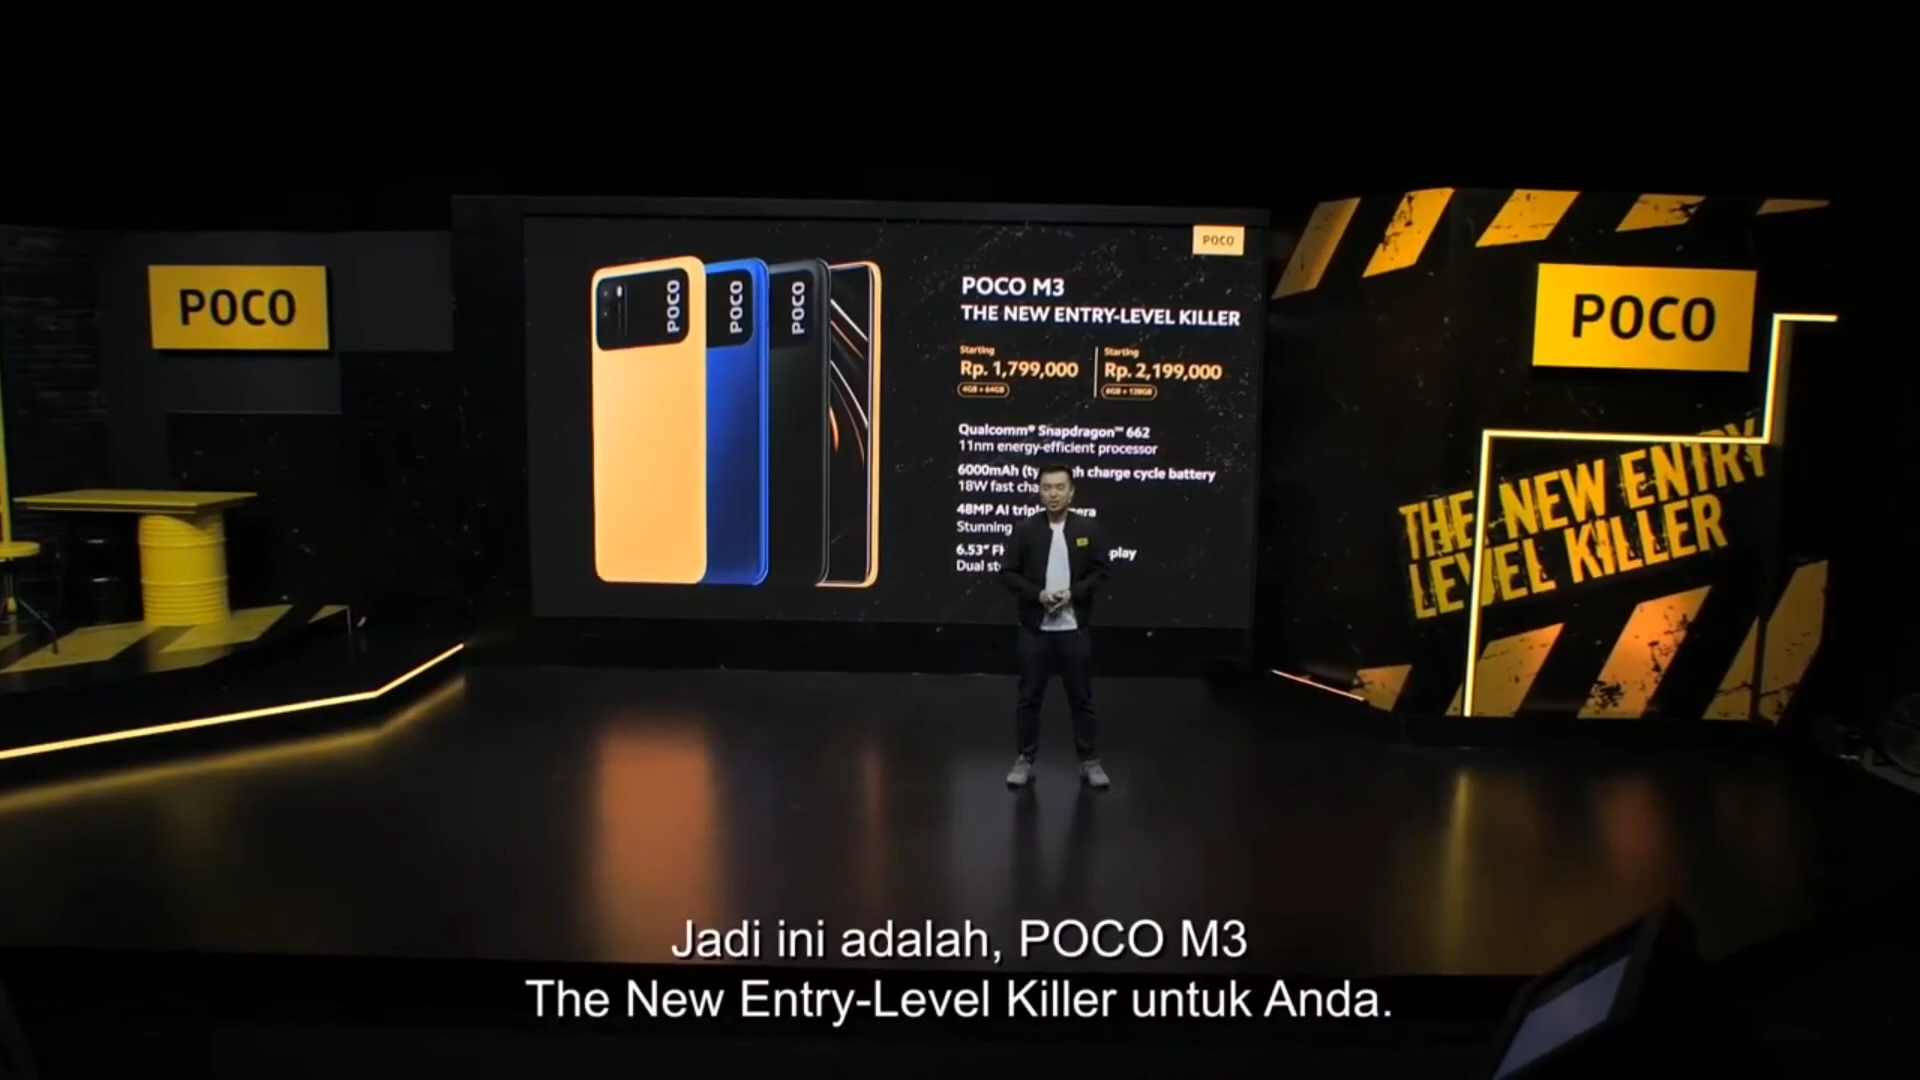 POCO
POCO
POCO
POCO
POCO
POCO M3
THE NEW ENTRY-LEVEL KILLER
Starting
Rp. 1,799,000
4GB + 64GB
Starting
Rp. 2,199,000
6GB + 128GB
Qualcomm® Snapdragon™ 662
11nm energy-efficient processor
6000mAh charge cycle battery
18W fast
48MP AI
Stunning
6.53"
Dual
POCO
THE NEW ENTRY
LEVEL KILLER
Jadi ini adalah, POCO M3
The New Entry-Level Killer untuk Anda.